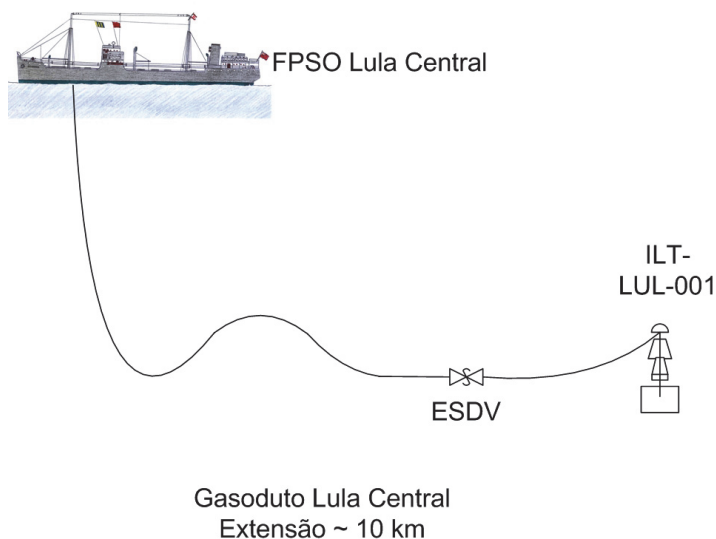 FPSO Lula Central
ILT-
LUL-001
ESDV
Gasoduto Lula Central
Extensão ~ 10 km